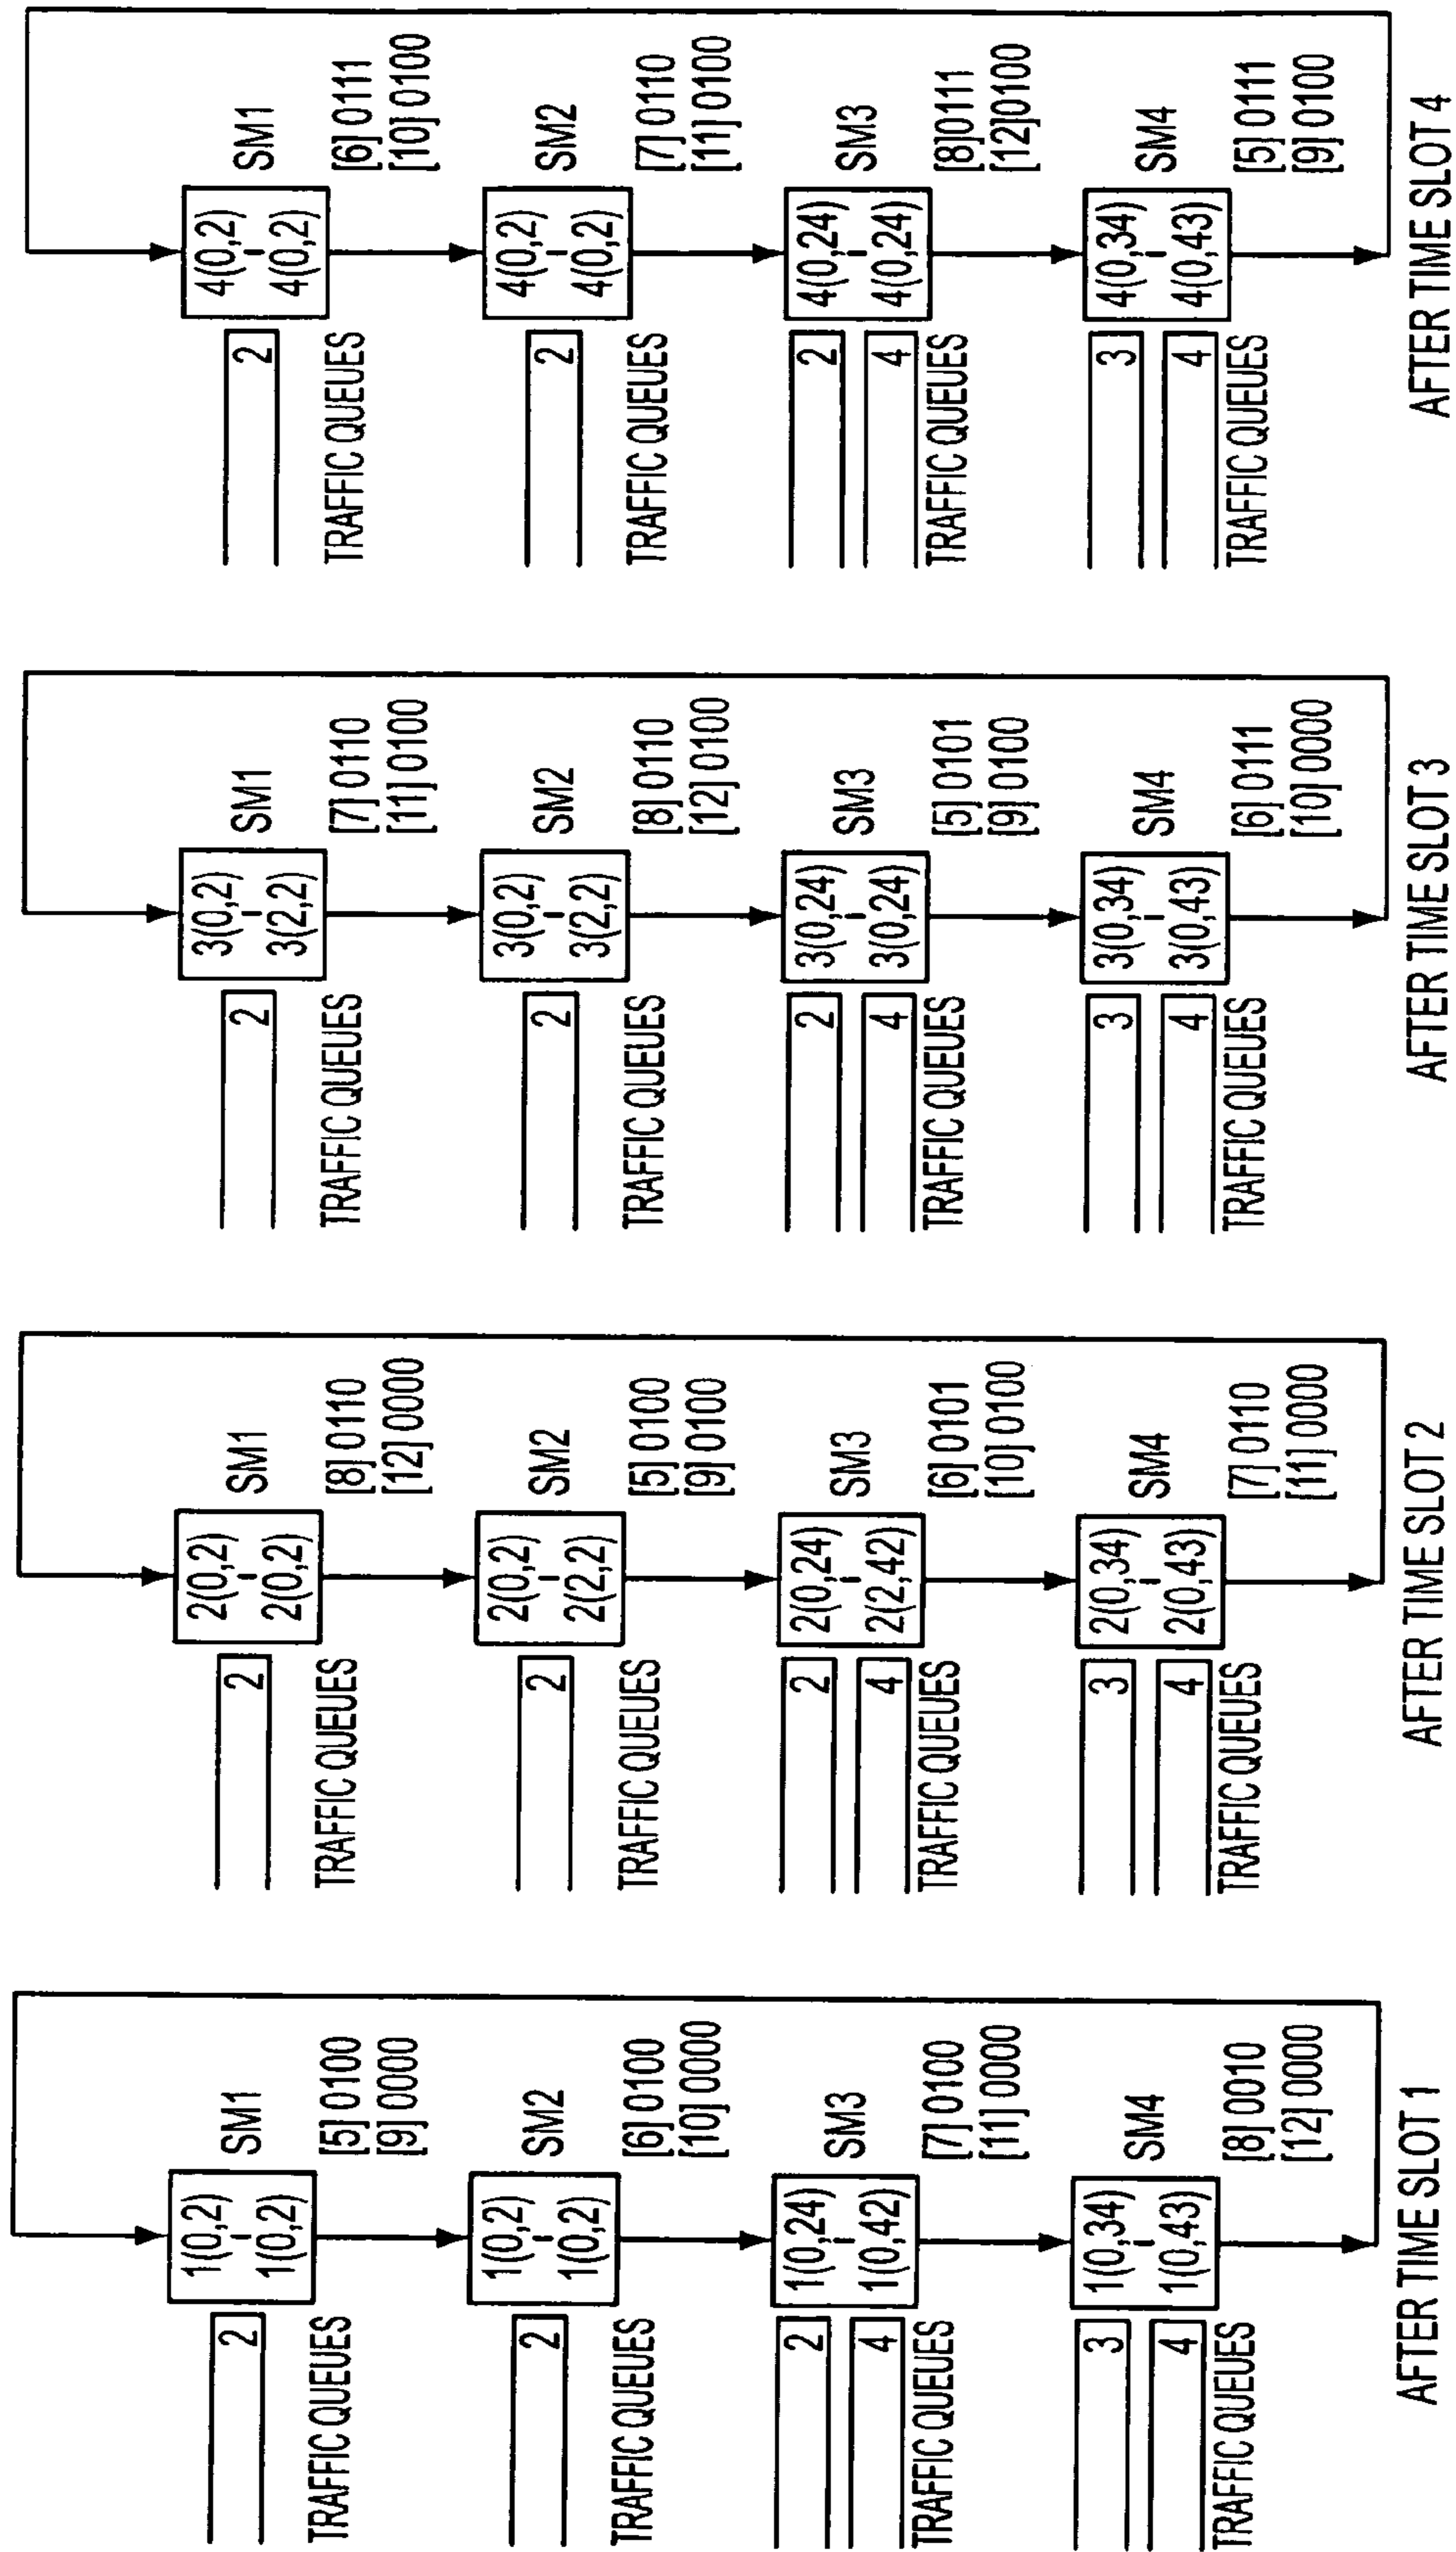 1(0,2)
1(0,2)
SM1
[5] 0100
[9] 0000
2
TRAFFIC QUEUES
1(0,2)
1(0,2)
SM2
[6] 0100
[10] 0000
2
TRAFFIC QUEUES
1(0,24)
1(0,42)
SM3
[7] 0100
[11] 0000
2
4
TRAFFIC QUEUES
1(0,34)
1(0,43)
SM4
[8] 0010
[12] 0000
3
4
TRAFFIC QUEUES
AFTER TIME SLOT 1
2(0,2)
2(0,2)
SM1
[8] 0110
[12] 0000
2
TRAFFIC QUEUES
2(0,2)
2(2,2)
SM2
[5] 0100
[9] 0100
2
TRAFFIC QUEUES
2(0,24)
2(2,42)
SM3
[6] 0101
[10] 0100
2
4
TRAFFIC QUEUES
2(0,34)
2(0,43)
SM4
[7] 0110
[11] 0000
3
4
TRAFFIC QUEUES
AFTER TIME SLOT 2
3(0,2)
3(2,2)
SM1
[7] 0110
[11] 0100
2
TRAFFIC QUEUES
3(0,2)
3(2,2)
SM2
[8] 0110
[12] 0100
2
TRAFFIC QUEUES
3(0,24)
3(0,24)
SM3
[5] 0101
[9] 0100
2
4
TRAFFIC QUEUES
3(0,34)
3(0,43)
SM4
[6] 0111
[10] 0000
3
4
TRAFFIC QUEUES
AFTER TIME SLOT 3
4(0,2)
4(0,2)
SM1
[6] 0111
[10] 0100
2
TRAFFIC QUEUES
4(0,2)
4(0,2)
SM2
[7] 0110
[11] 0100
2
TRAFFIC QUEUES
4(0,24)
4(0,24)
SM3
[8]0111
[12]0100
2
4
TRAFFIC QUEUES
4(0,34)
4(0,43)
SM4
[5] 0111
[9] 0100
3
4
TRAFFIC QUEUES
AFTER TIME SLOT 4